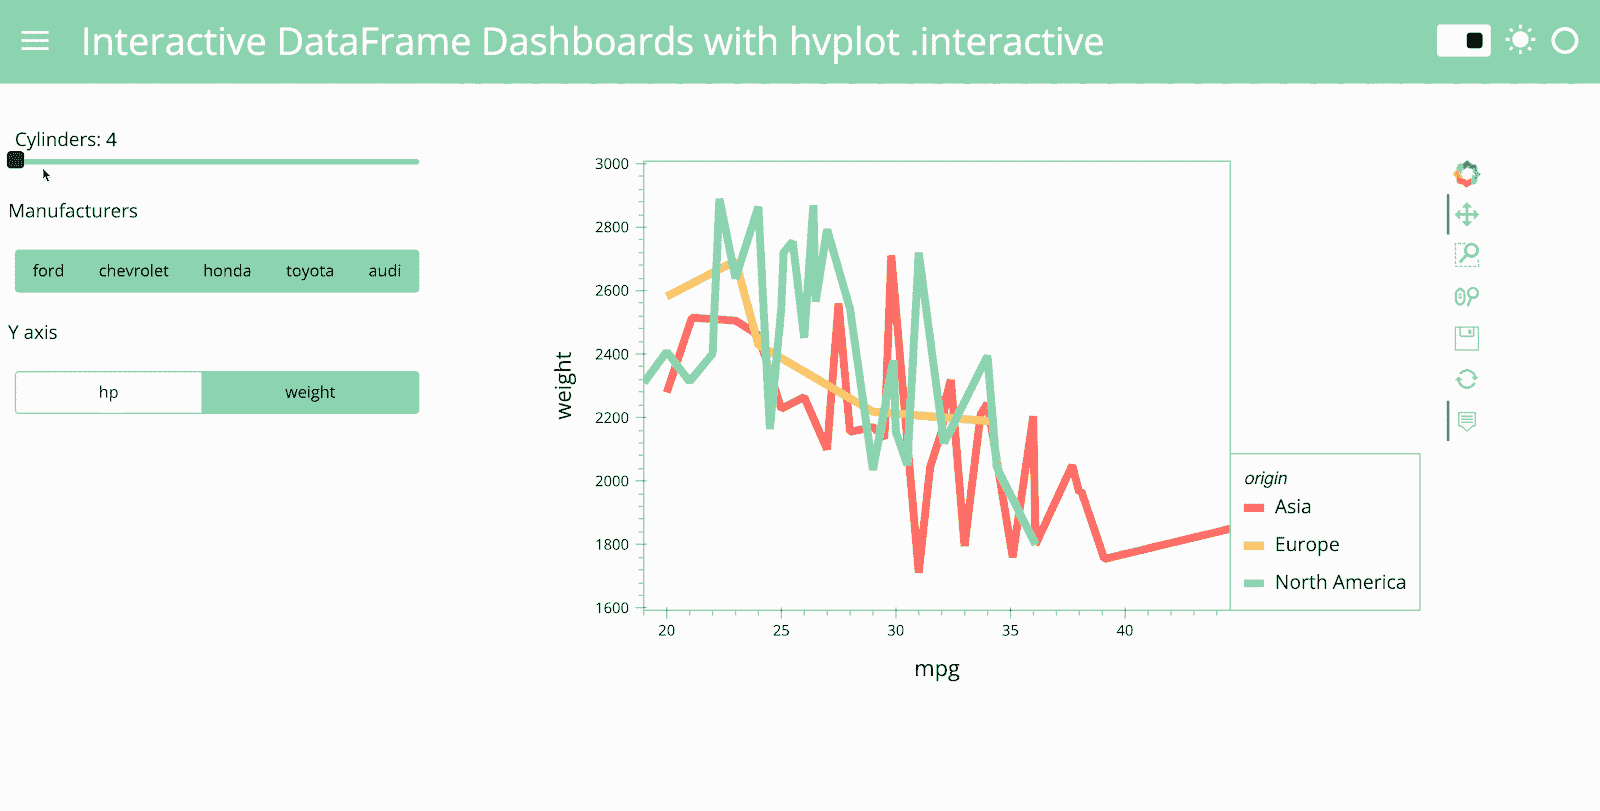 Interactive DataFrame Dashboards with hvplot .interactive
Cylinders: 4
Manufacturers
ford chevrolet honda toyota audi
Y axis
hp weight
3000
2800
2600
2400
2200
2000
1800
1600
weight
20 25 30 35 40
mpg
origin
Asia
Europe
North America